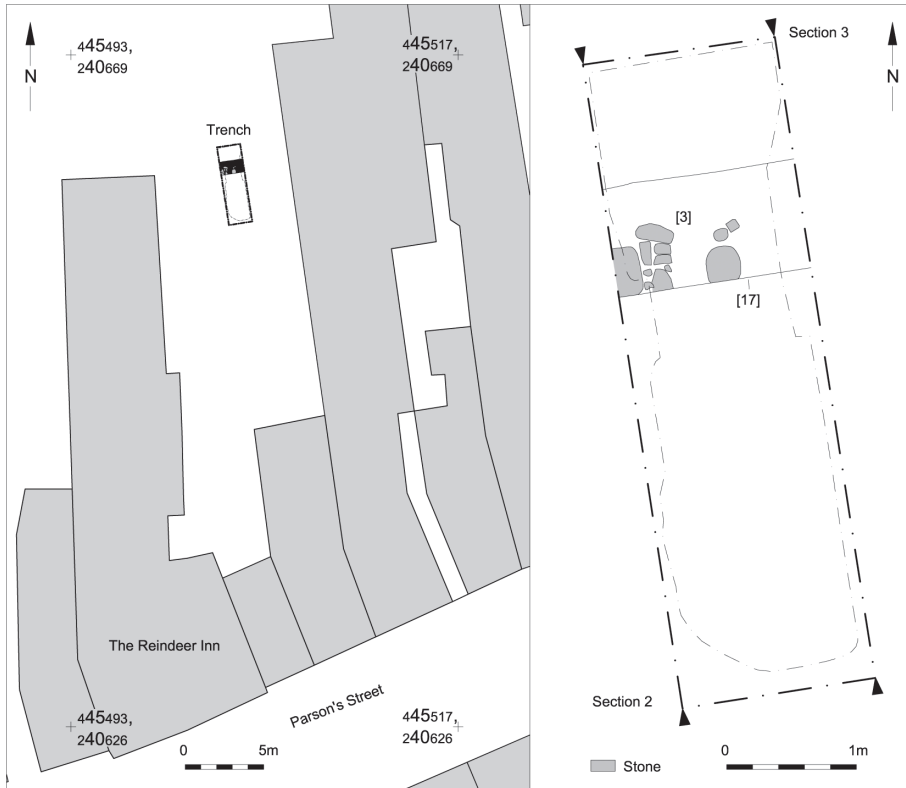 445493,
240669
445517,
240669
N
Trench
The Reindeer Inn
Parson's Street
445493,
240626
445517,
240626
0 5m
Section 3
N
[3]
[17]
Section 2
Stone
0 1m